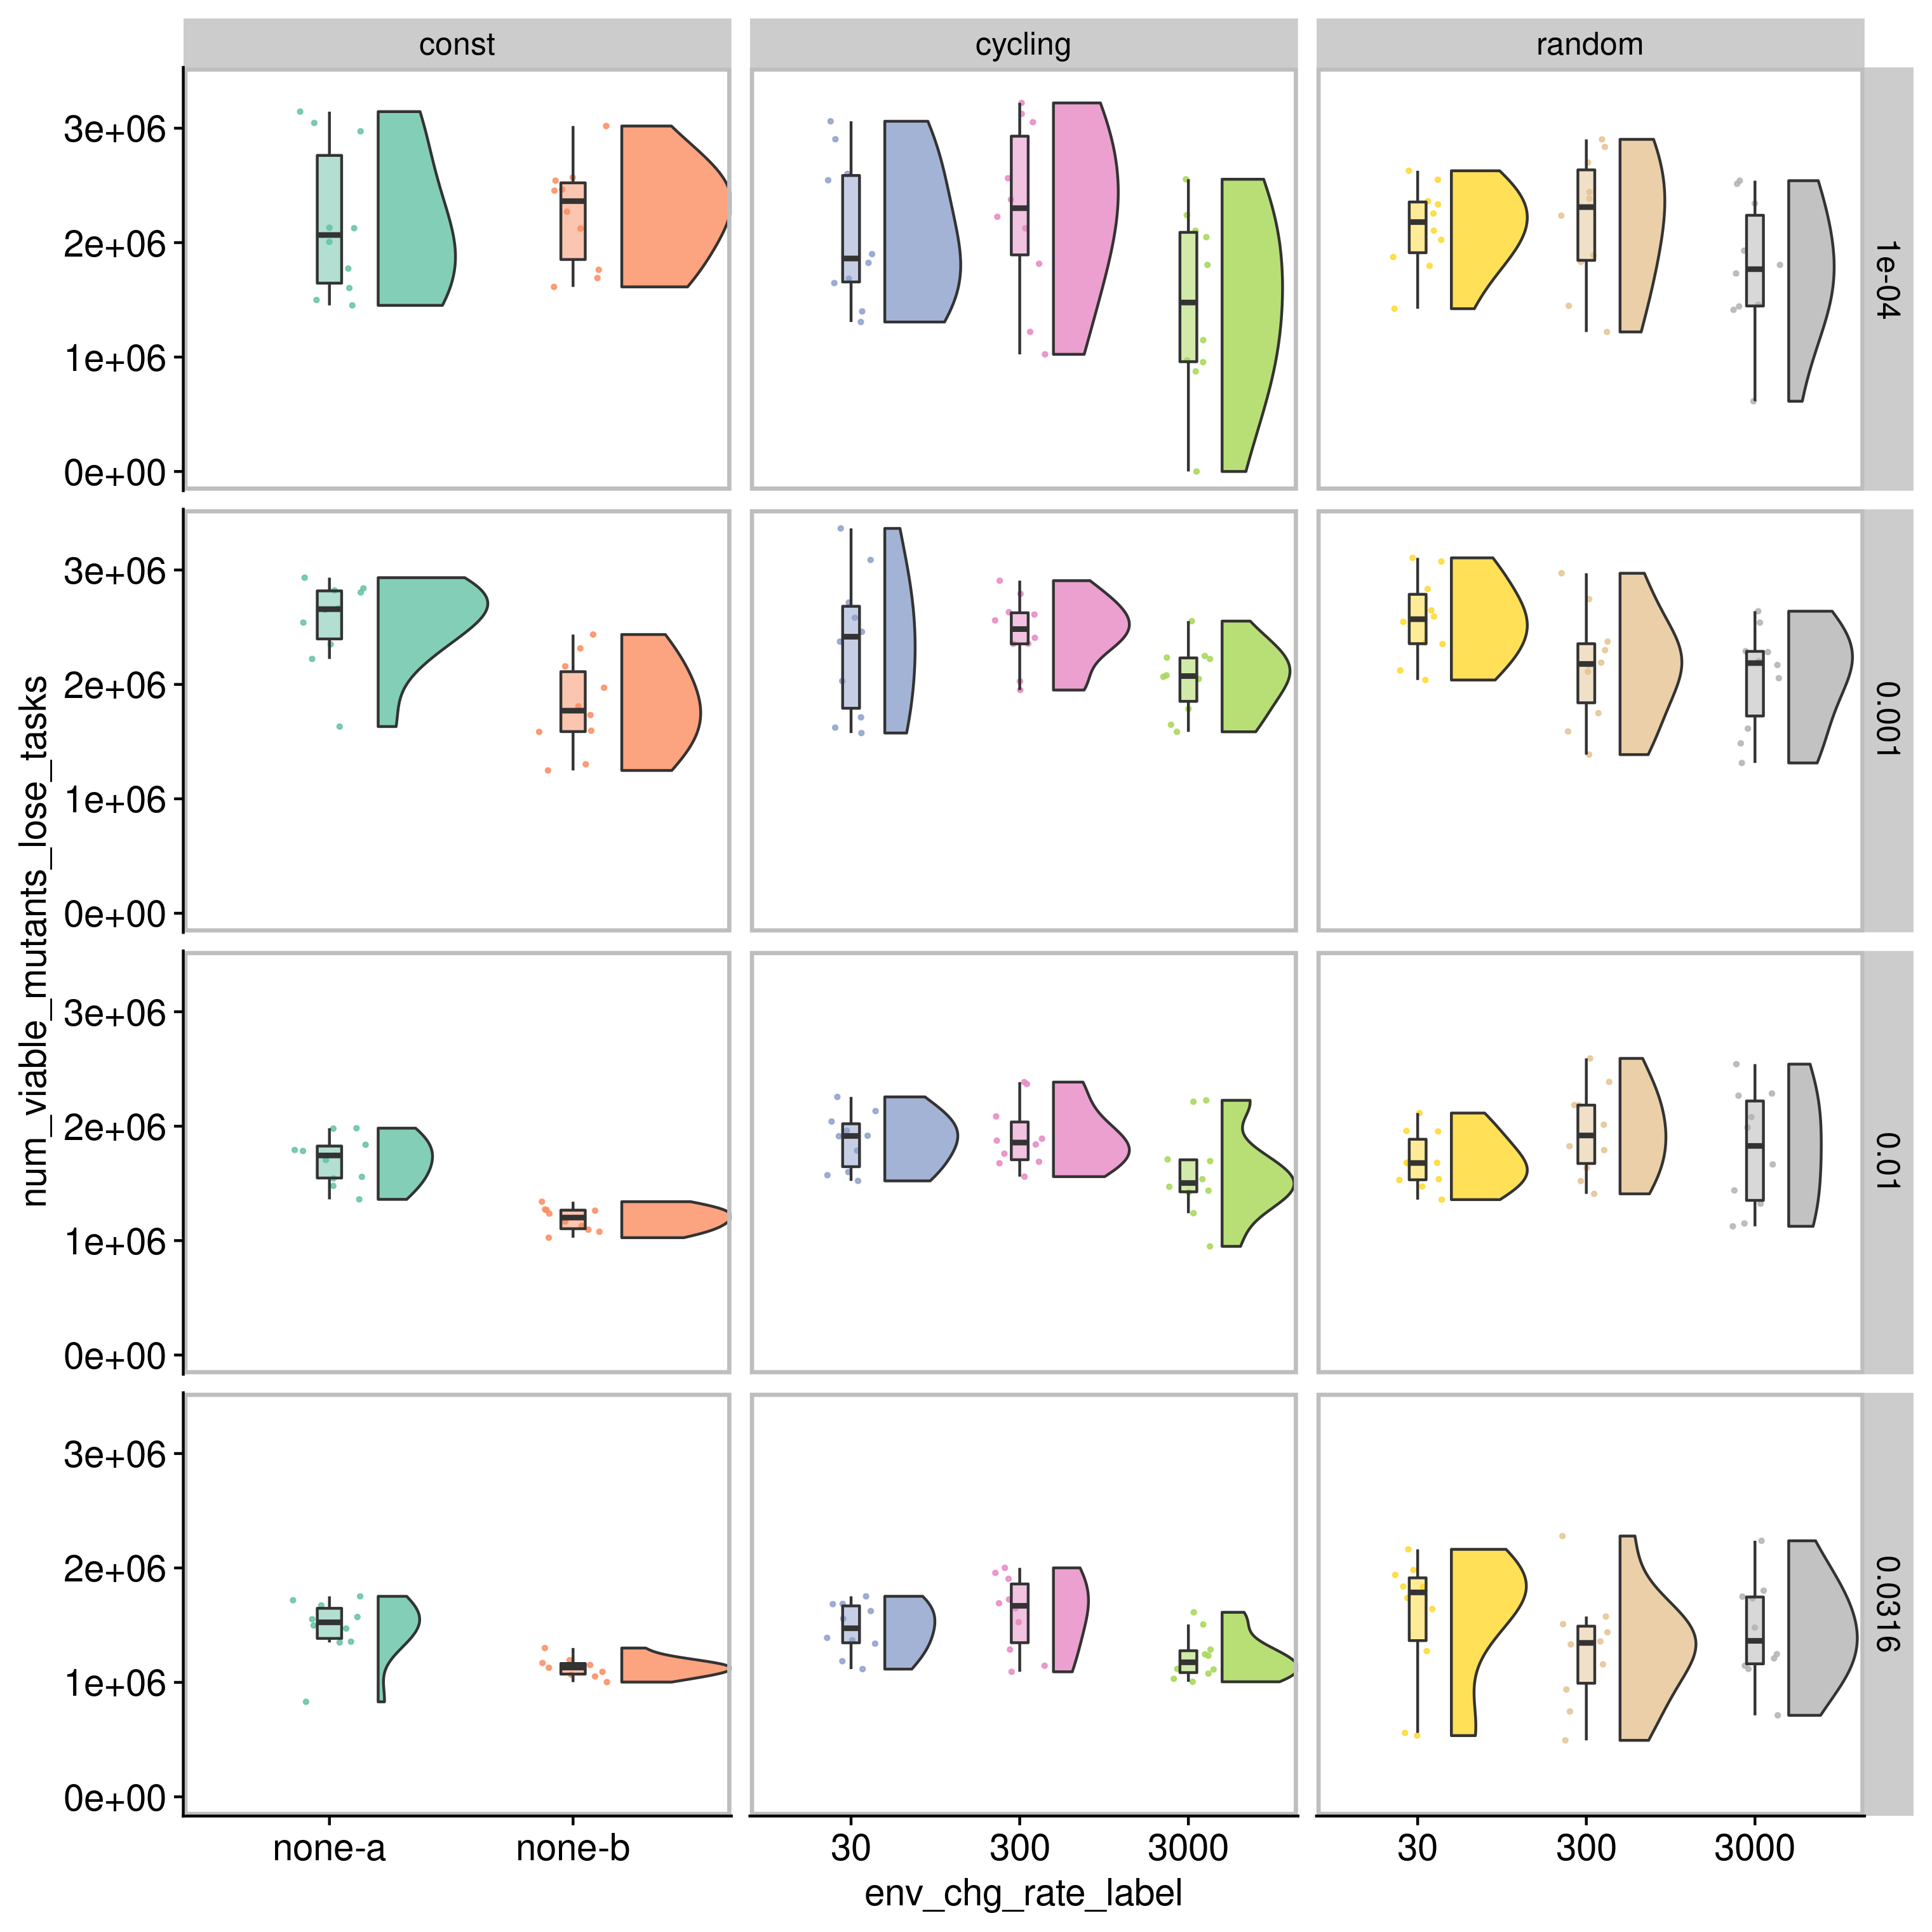 const cycling random
num_viable_mutants_lose_tasks
3e+06
2e+06
1e+06
0e+00
1e-04
3e+06
2e+06
1e+06
0e+00
0.001
3e+06
2e+06
1e+06
0e+00
0.01
3e+06
2e+06
1e+06
0e+00
0.0316
none-a none-b 30 300 3000 30 300 3000
env_chg_rate_label